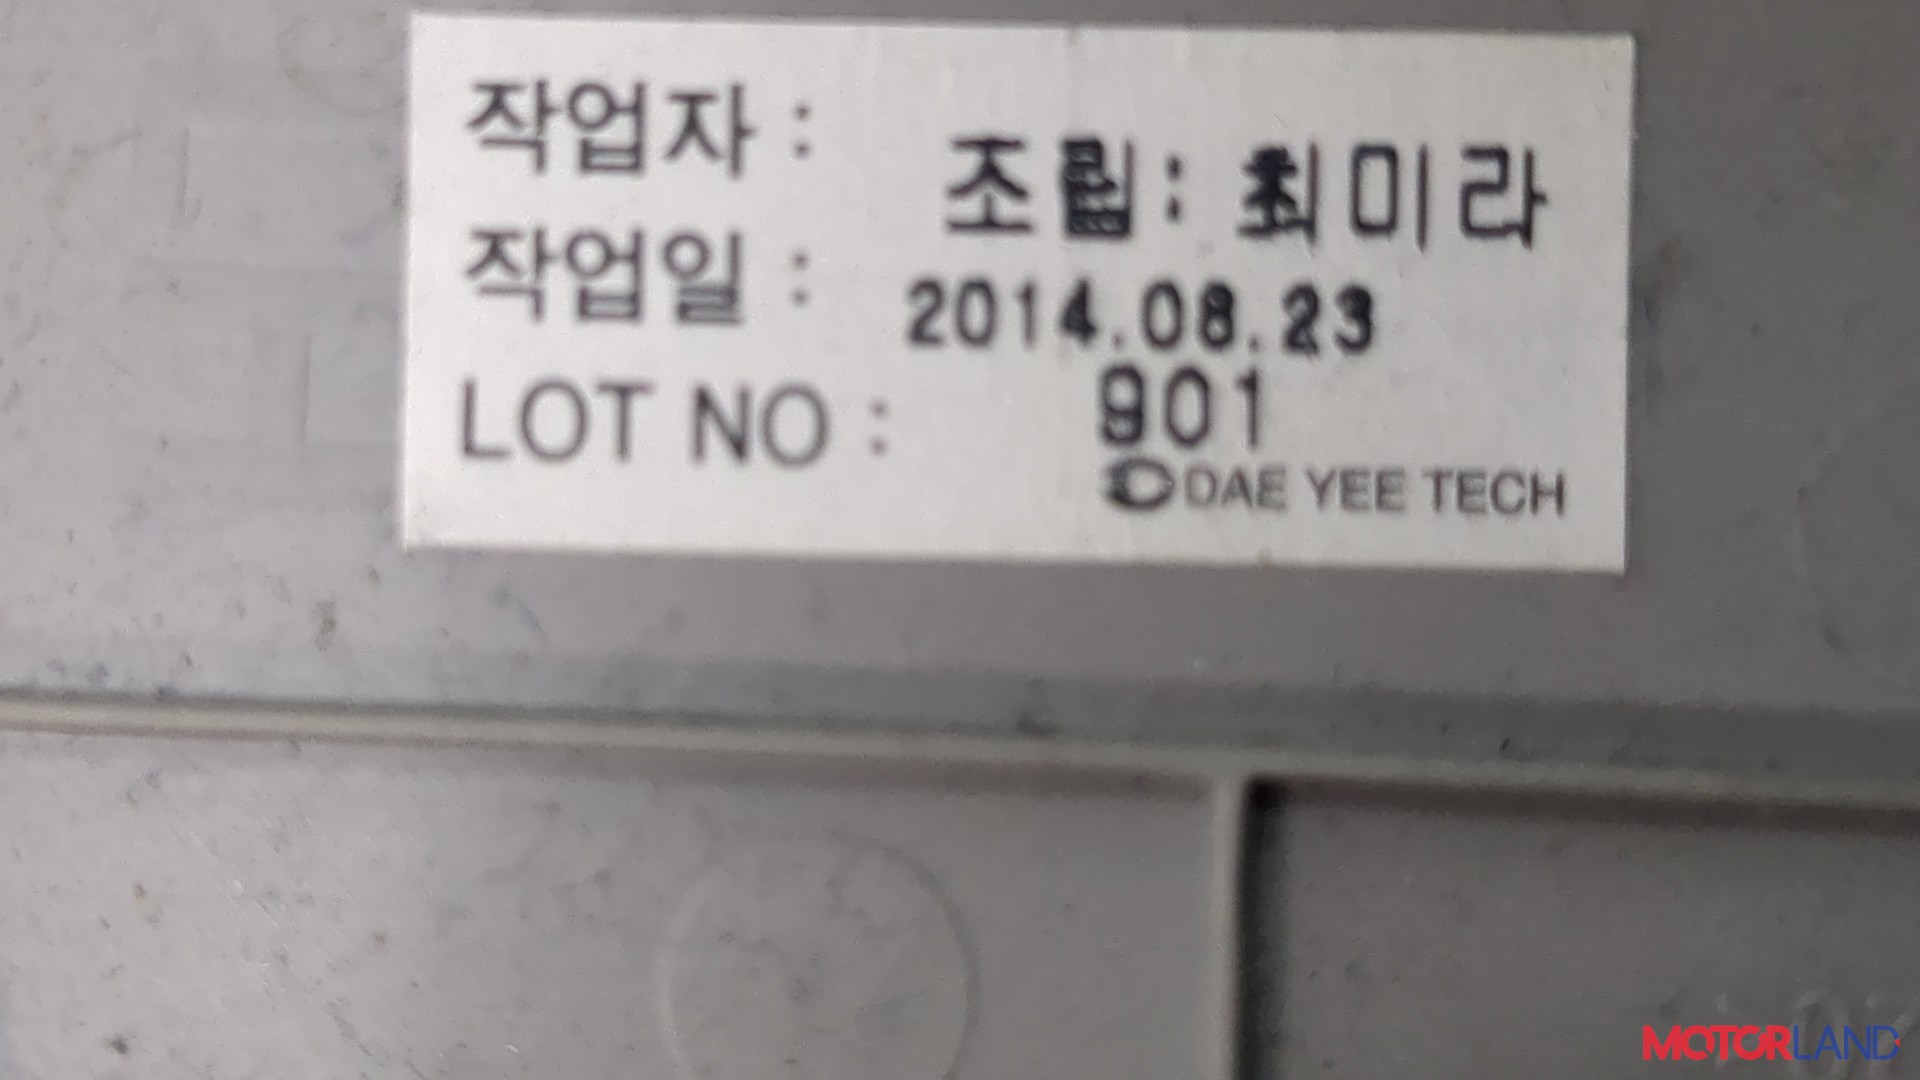 작업자 : 조립: 최미라
작업일 : 2014.08.23
LOT NO : 901
DAE YEE TECH
MOTORLAND